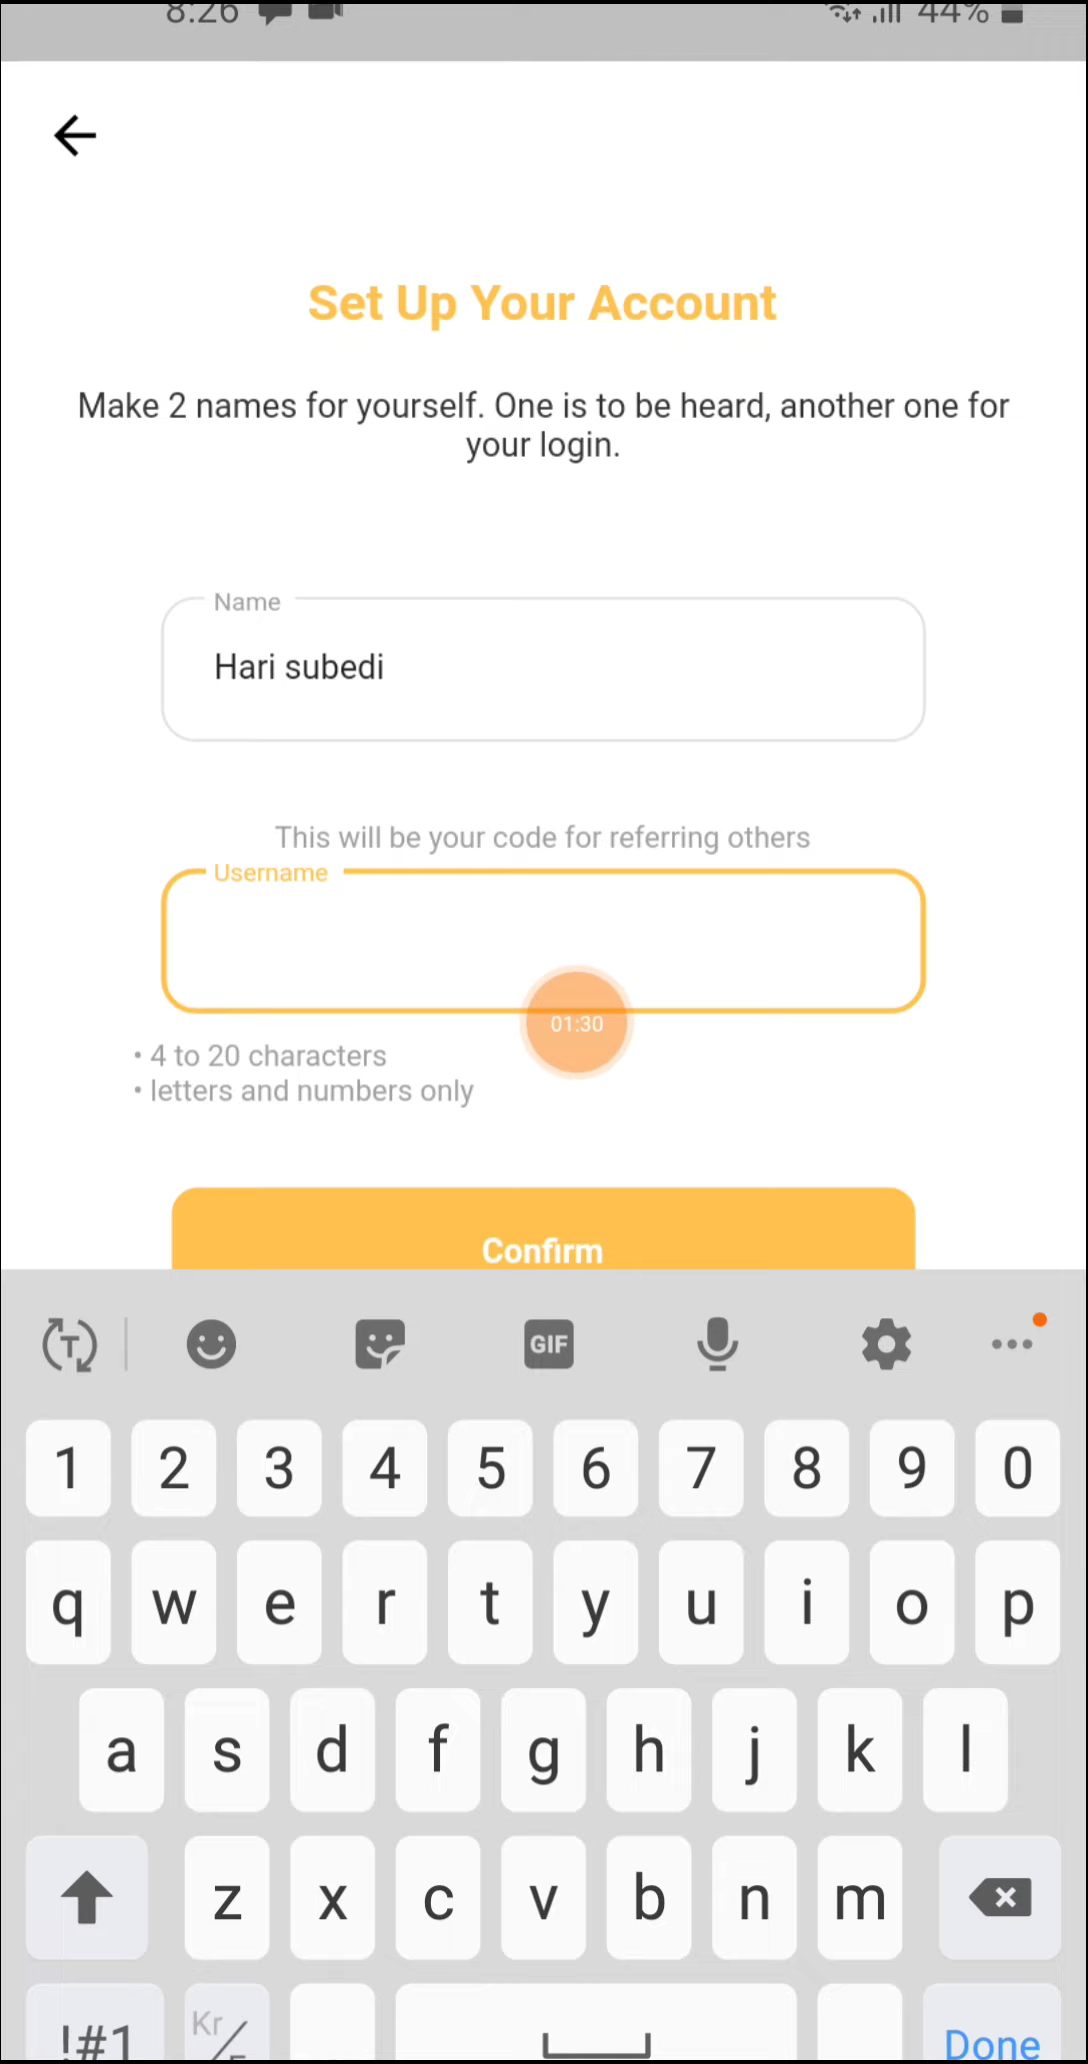 8:26 44%
Set Up Your Account
Make 2 names for yourself. One is to be heard, another one for
your login.
Name
Hari subedi
This will be your code for referring others
Username
01:30
• 4 to 20 characters
• letters and numbers only
Confirm
T GIF
1 2 3 4 5 6 7 8 9 0
q w e r t y u i o p
a s d f g h j k l
z x c v b n m
!#1 Kr Done